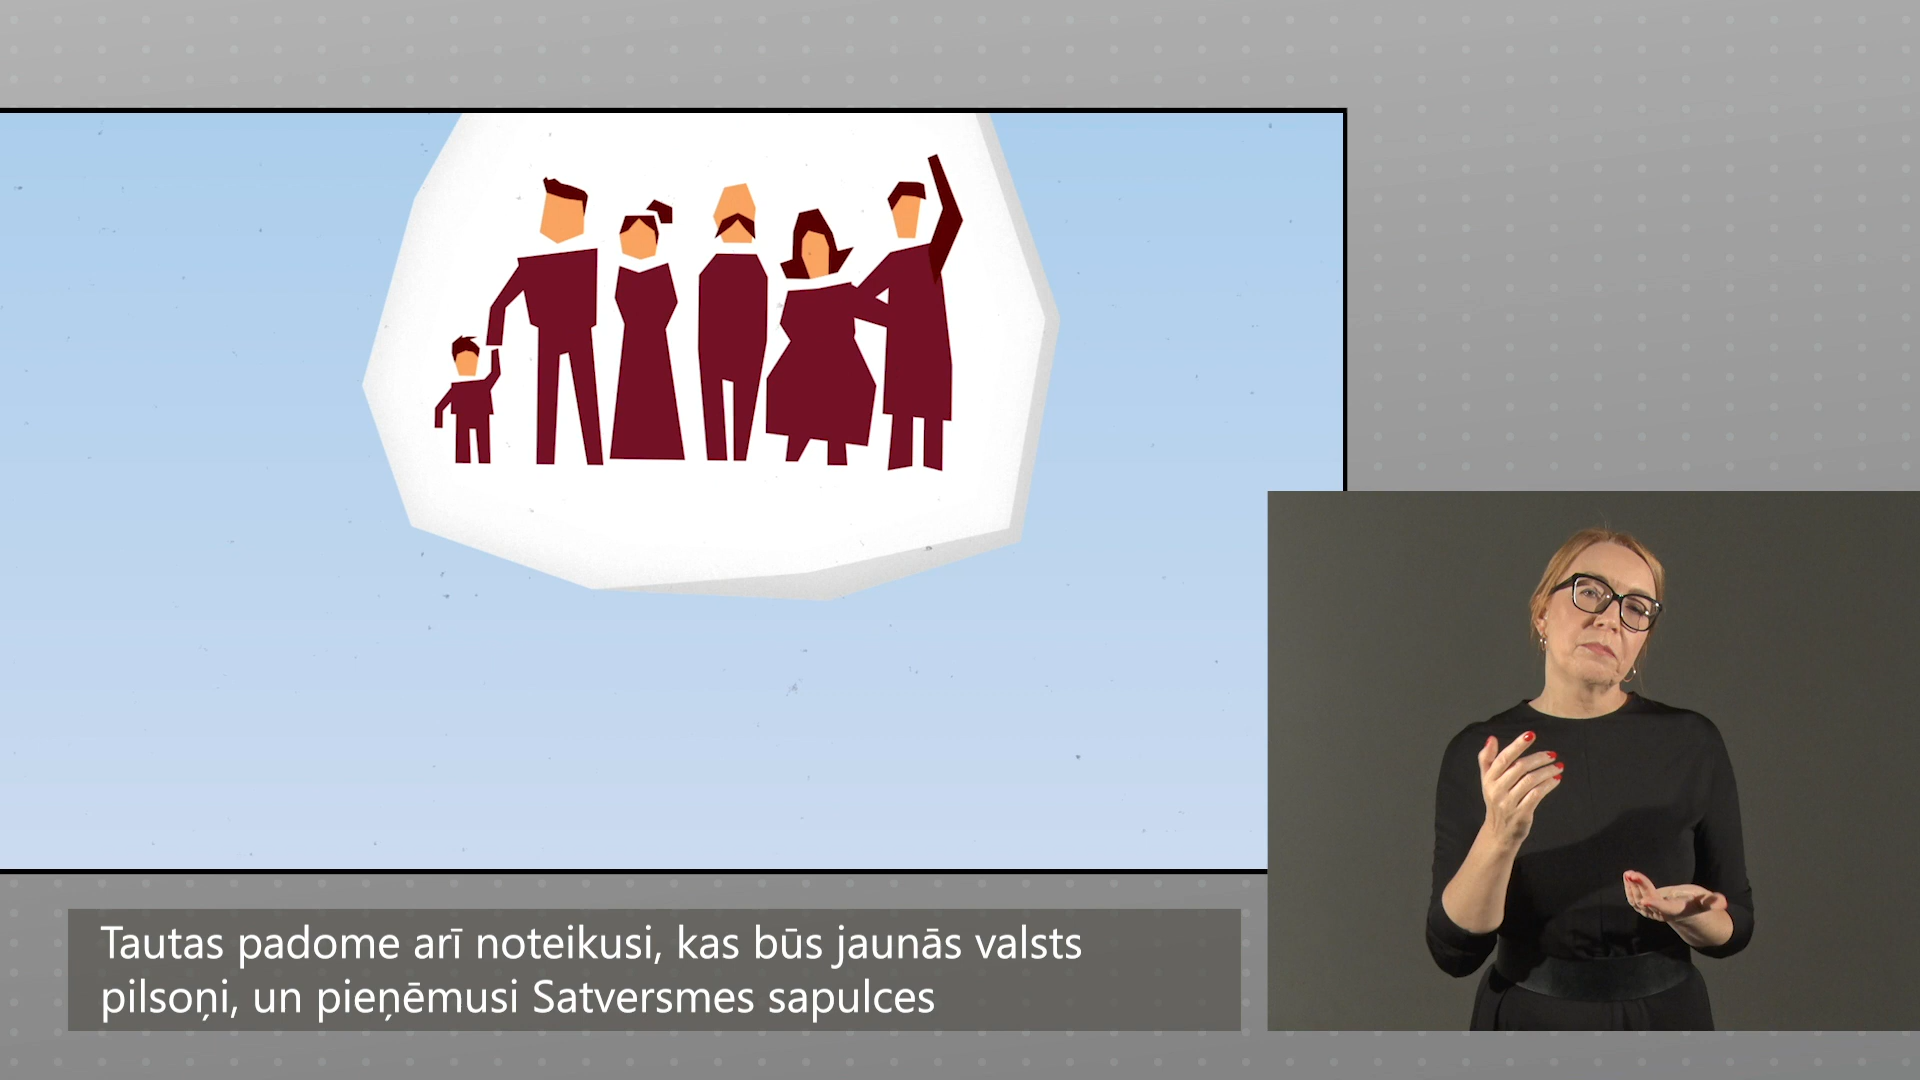 Tautas padome arī noteikusi, kas būs jaunās valsts
pilsoņi, un pieņēmusi Satversmes sapulces